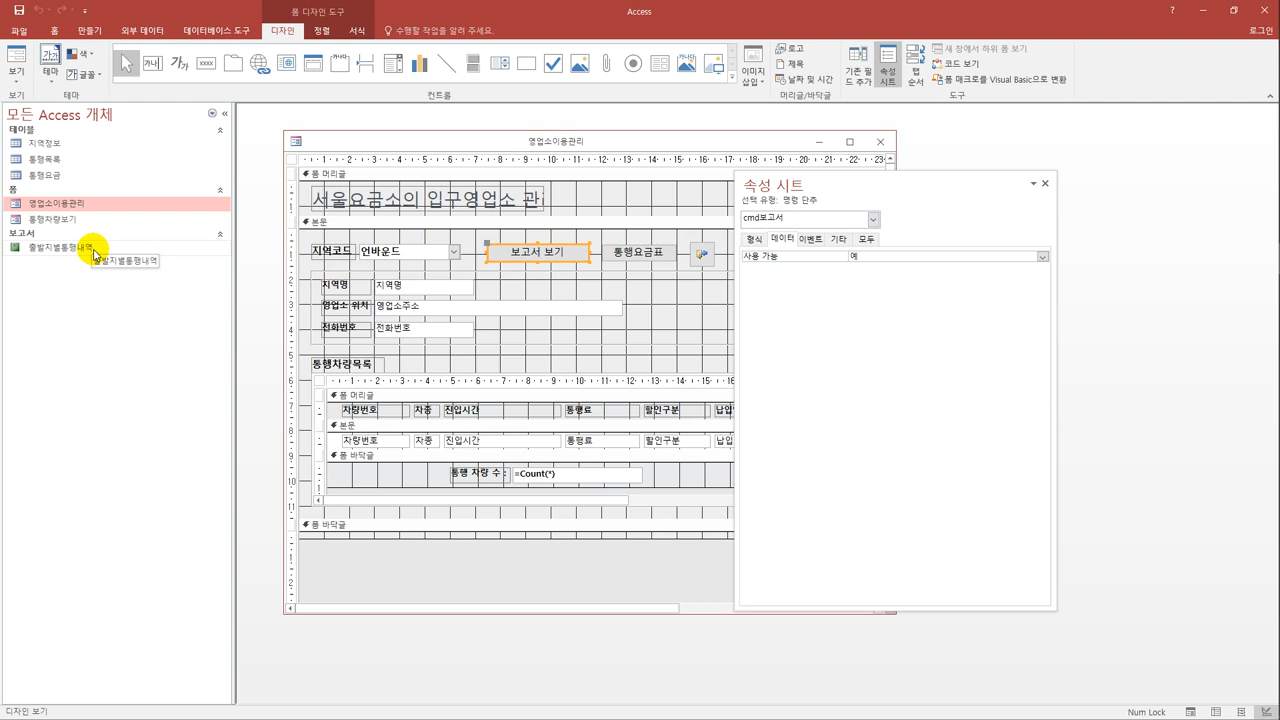 폼 디자인 도구
Access
파일 홈 만들기 외부 데이터 데이터베이스 도구 디자인 정렬 서식 수행할 작업을 알려 주세요. 로그인
보기 테마 색 글꼴 가나 xxxx 이미지 삽입 로고 제목 날짜 및 시간 기존 필드 추가 속성 시트 탭 순서 새 창에서 하위 폼 보기 코드 보기 폼 매크로를 Visual Basic으로 변환
보기 테마 컨트롤 머리글/바닥글 도구
모든 Access 개체
테이블
지역정보
통행목록
통행요금
폼
영업소이용관리
통행차량보기
보고서
출발지별통행내역
출발지별통행내역
영업소이용관리
폼 머리글
서울요금소의 입구영업소 관
본문
지역코드 언바운드 보고서 보기 통행요금표
지역명 지역명
영업소 위치 영업소주소
전화번호 전화번호
통행차량목록
폼 머리글
차량번호 차종 진입시간 통행료 할인구분 납입
본문
차량번호 차종 진입시간 통행료 할인구분 납입
폼 바닥글
통행 차량 수 : =Count(*)
폼 바닥글
속성 시트
선택 유형: 명령 단추
cmd보고서
형식 데이터 이벤트 기타 모두
사용 가능 예
디자인 보기 Num Lock